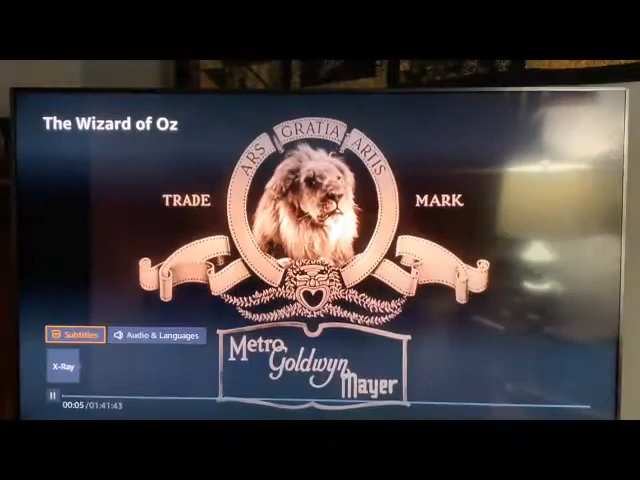 The Wizard of Oz
ARS GRATIA ARTIS
TRADE MARK
Subtitles Audio & Languages
X-Ray
Metro
Goldwyn
Mayer
00:05 / 01:41:43